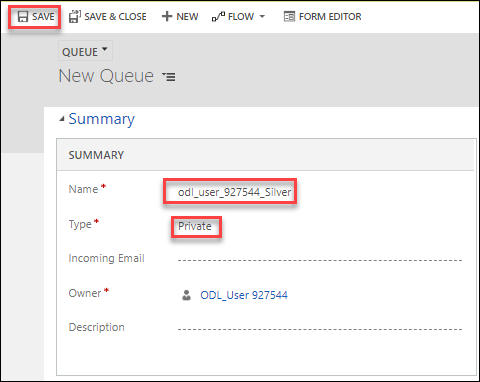 SAVE SAVE & CLOSE + NEW FLOW FORM EDITOR
QUEUE
New Queue
Summary
SUMMARY
Name * odl_user_927544_Silver
Type * Private
Incoming Email
Owner * ODL_User 927544
Description